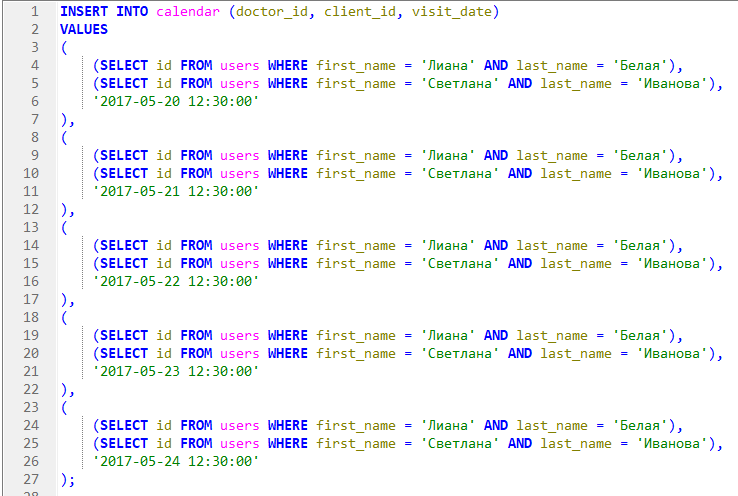 1 INSERT INTO calendar (doctor_id, client_id, visit_date)
2 VALUES
3 (
4 (SELECT id FROM users WHERE first_name = 'Лиана' AND last_name = 'Белая'),
5 (SELECT id FROM users WHERE first_name = 'Светлана' AND last_name = 'Иванова'),
6 '2017-05-20 12:30:00'
7 ),
8 (
9 (SELECT id FROM users WHERE first_name = 'Лиана' AND last_name = 'Белая'),
10 (SELECT id FROM users WHERE first_name = 'Светлана' AND last_name = 'Иванова'),
11 '2017-05-21 12:30:00'
12 ),
13 (
14 (SELECT id FROM users WHERE first_name = 'Лиана' AND last_name = 'Белая'),
15 (SELECT id FROM users WHERE first_name = 'Светлана' AND last_name = 'Иванова'),
16 '2017-05-22 12:30:00'
17 ),
18 (
19 (SELECT id FROM users WHERE first_name = 'Лиана' AND last_name = 'Белая'),
20 (SELECT id FROM users WHERE first_name = 'Светлана' AND last_name = 'Иванова'),
21 '2017-05-23 12:30:00'
22 ),
23 (
24 (SELECT id FROM users WHERE first_name = 'Лиана' AND last_name = 'Белая'),
25 (SELECT id FROM users WHERE first_name = 'Светлана' AND last_name = 'Иванова'),
26 '2017-05-24 12:30:00'
27 );